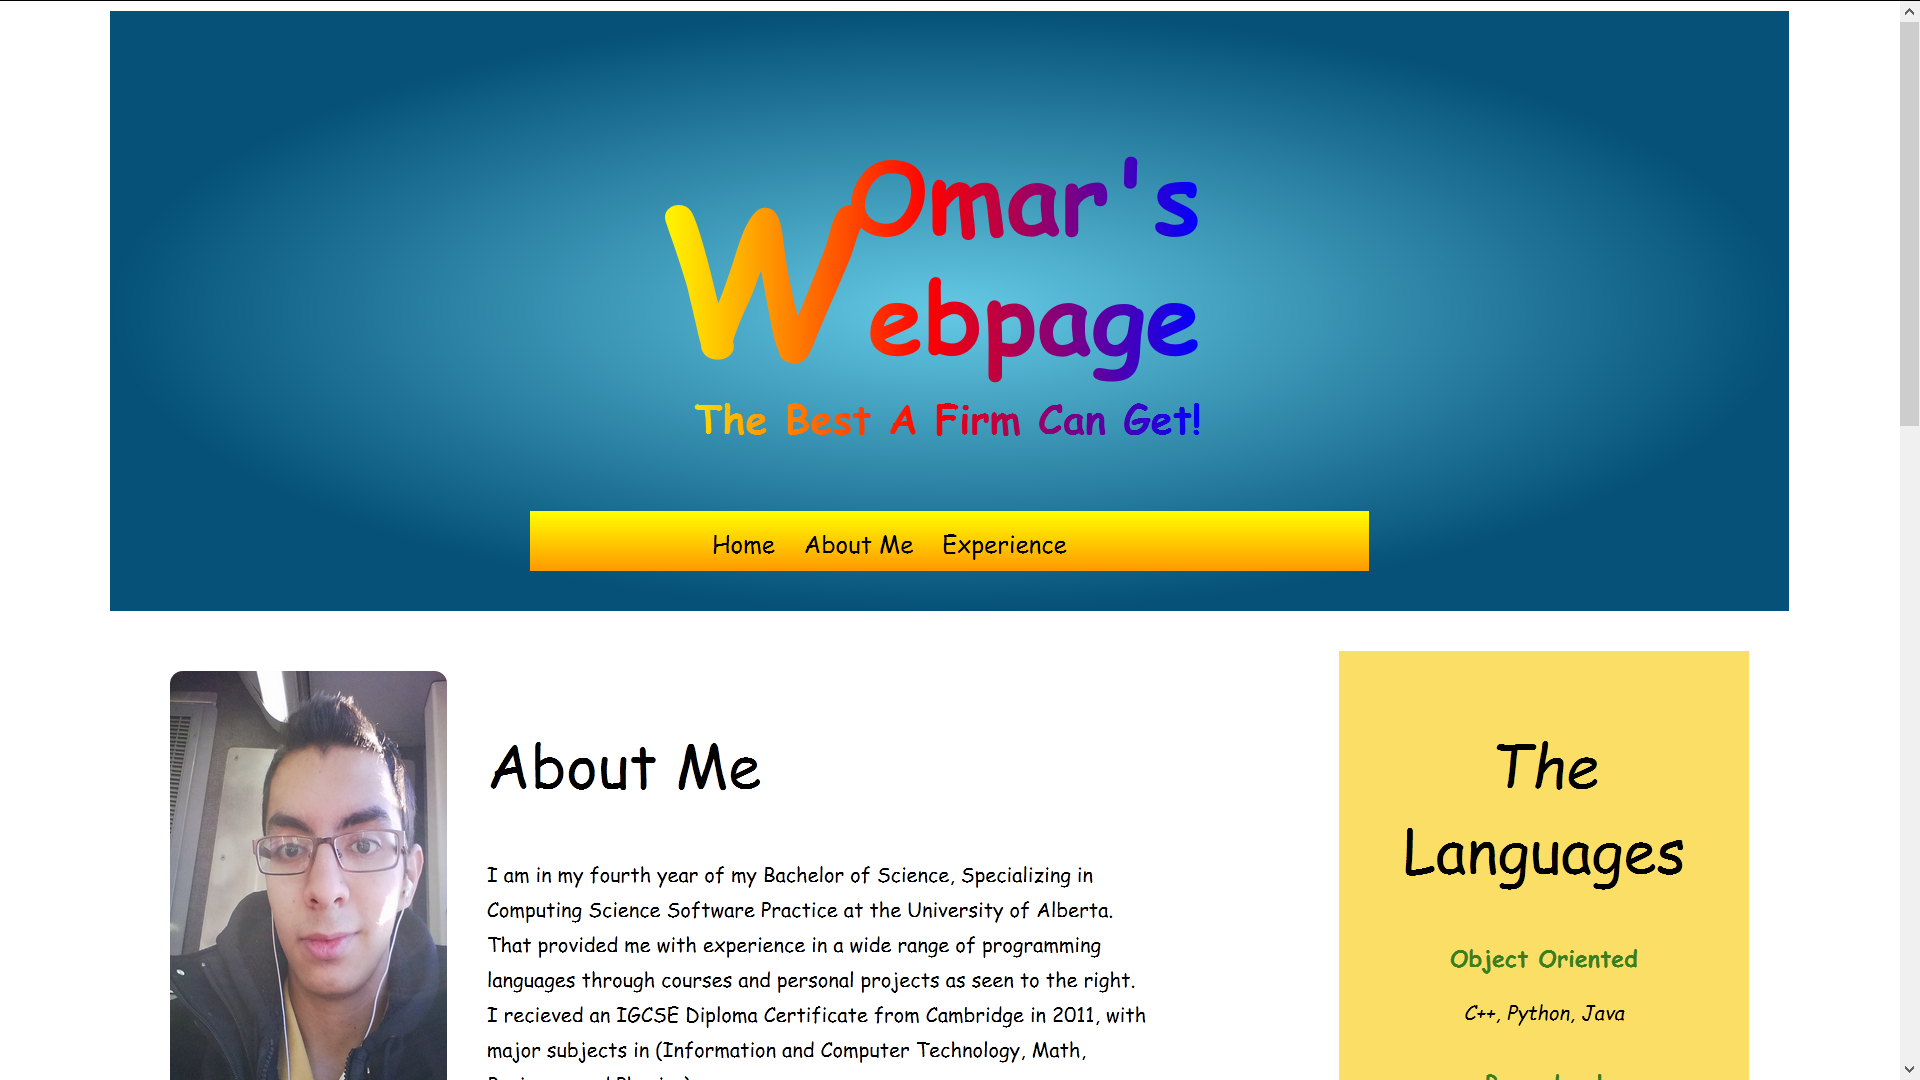 Omar's
Webpage
The Best A Firm Can Get!
Home About Me Experience
About Me
I am in my fourth year of my Bachelor of Science, Specializing in
Computing Science Software Practice at the University of Alberta.
That provided me with experience in a wide range of programming
languages through courses and personal projects as seen to the right.
I recieved an IGCSE Diploma Certificate from Cambridge in 2011, with
major subjects in (Information and Computer Technology, Math,
The
Languages
Object Oriented
C++, Python, Java